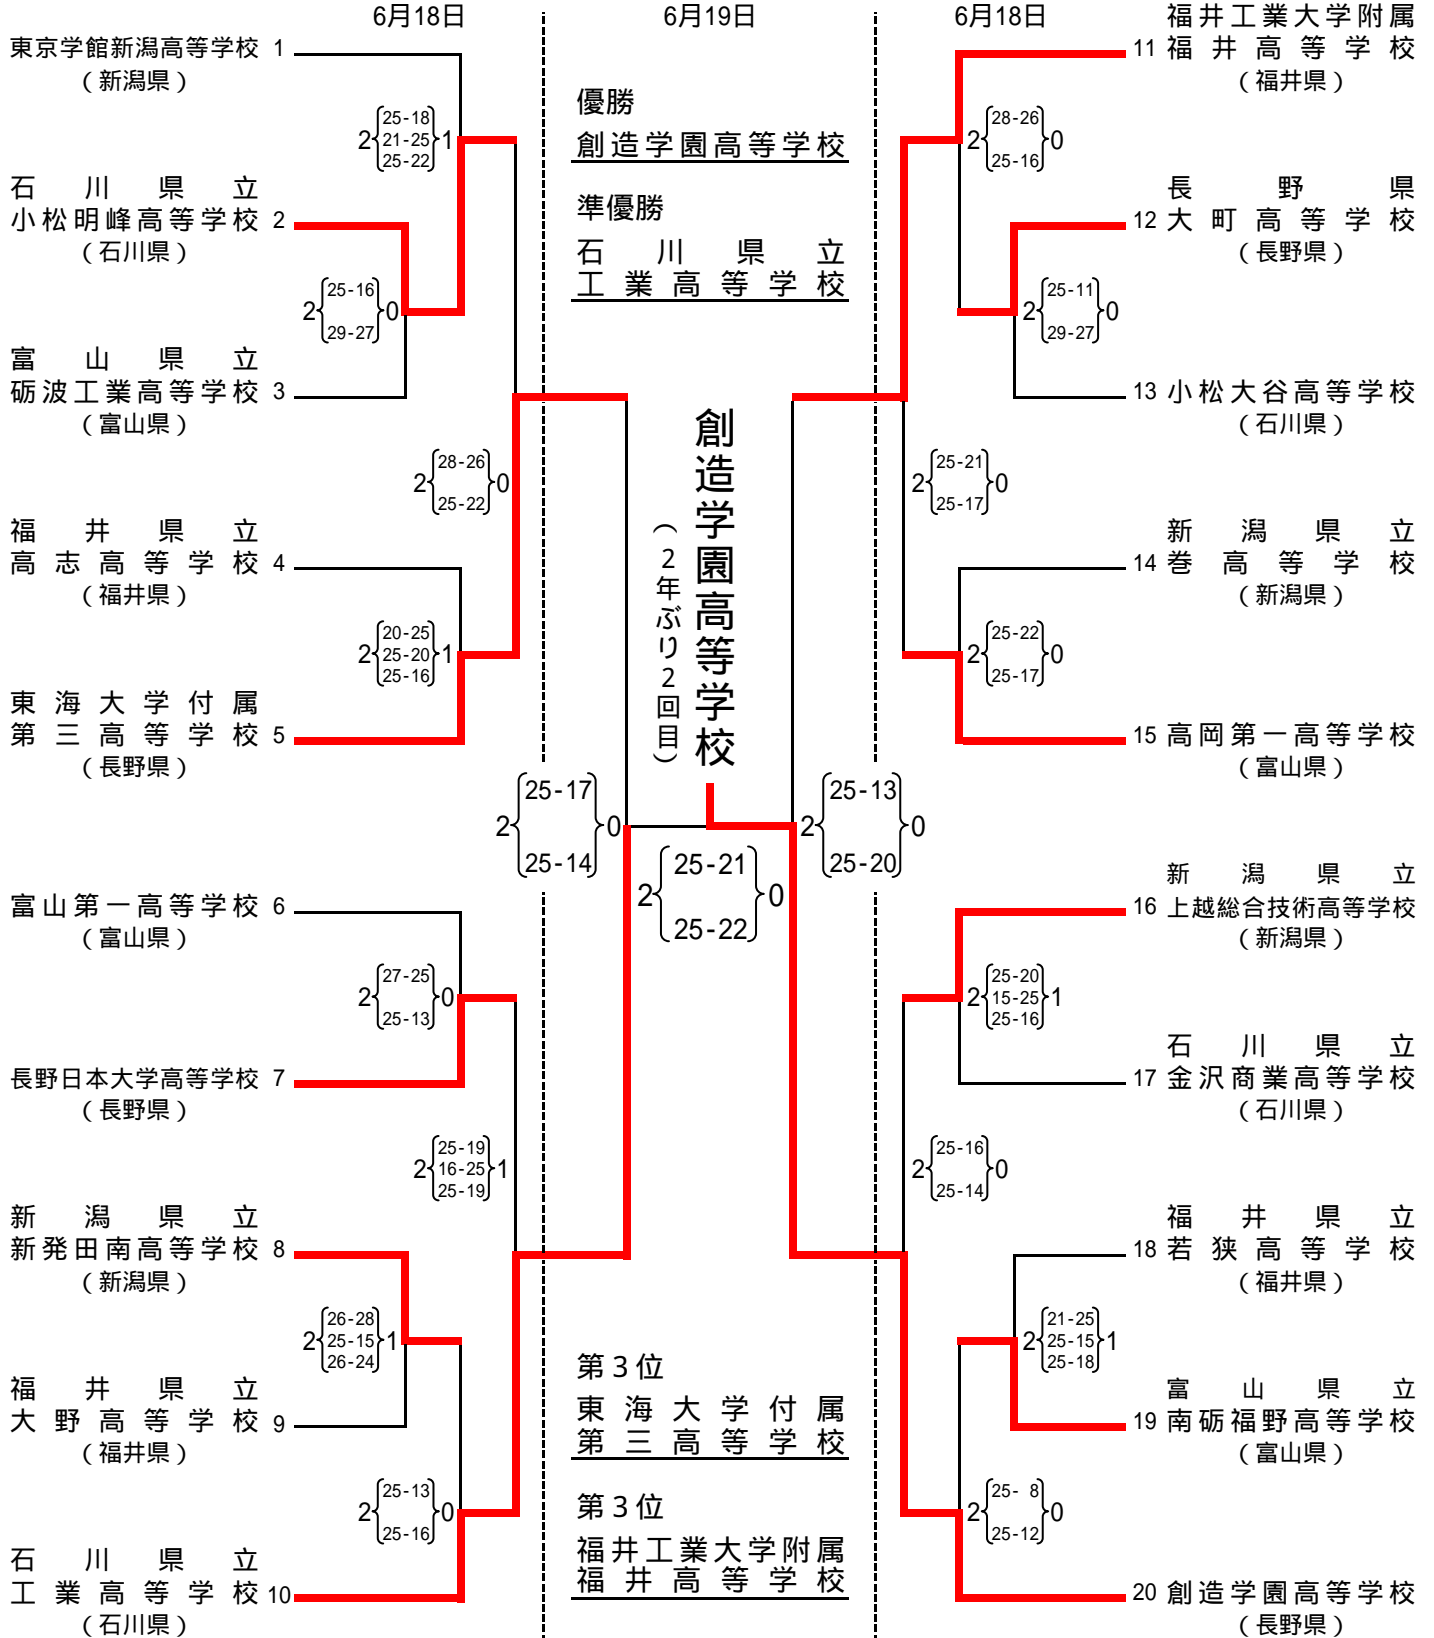 6月18日
6月19日
6月18日
東京学館新潟高等学校 1
（新潟県）
2 25-18 21-25 25-22 1
石川県立
小松明峰高等学校 2
（石川県）
2 25-16 29-27 0
富山県立
砺波工業高等学校 3
（富山県）
2 28-26 25-22 0
福井県立
高志高等学校 4
（福井県）
2 20-25 25-20 25-16 1
東海大学付属
第三高等学校 5
（長野県）
2 25-17 25-14 0
富山第一高等学校 6
（富山県）
2 27-25 25-13 0
長野日本大学高等学校 7
（長野県）
2 25-19 16-25 25-19 1
新潟県立
新発田南高等学校 8
（新潟県）
2 26-28 25-15 26-24 1
福井県立
大野高等学校 9
（福井県）
2 25-13 25-16 0
石川県立
工業高等学校 10
（石川県）
優勝
創造学園高等学校
準優勝
石川県立
工業高等学校
創造学園高等学校
（2年ぶり2回目）
2 25-21 25-22 0
第3位
東海大学付属
第三高等学校
第3位
福井工業大学附属
福井高等学校
福井工業大学附属
11 福井高等学校
（福井県）
2 28-26 25-16 0
長野県
12 大町高等学校
（長野県）
2 25-11 29-27 0
13 小松大谷高等学校
（石川県）
2 25-21 25-17 0
新潟県立
14 巻高等学校
（新潟県）
2 25-22 25-17 0
15 高岡第一高等学校
（富山県）
2 25-13 25-20 0
新潟県立
16 上越総合技術高等学校
（新潟県）
2 25-20 15-25 25-16 1
石川県立
17 金沢商業高等学校
（石川県）
2 25-16 25-14 0
福井県立
18 若狭高等学校
（福井県）
2 21-25 25-15 25-18 1
富山県立
19 南砺福野高等学校
（富山県）
2 25- 8 25-12 0
20 創造学園高等学校
（長野県）